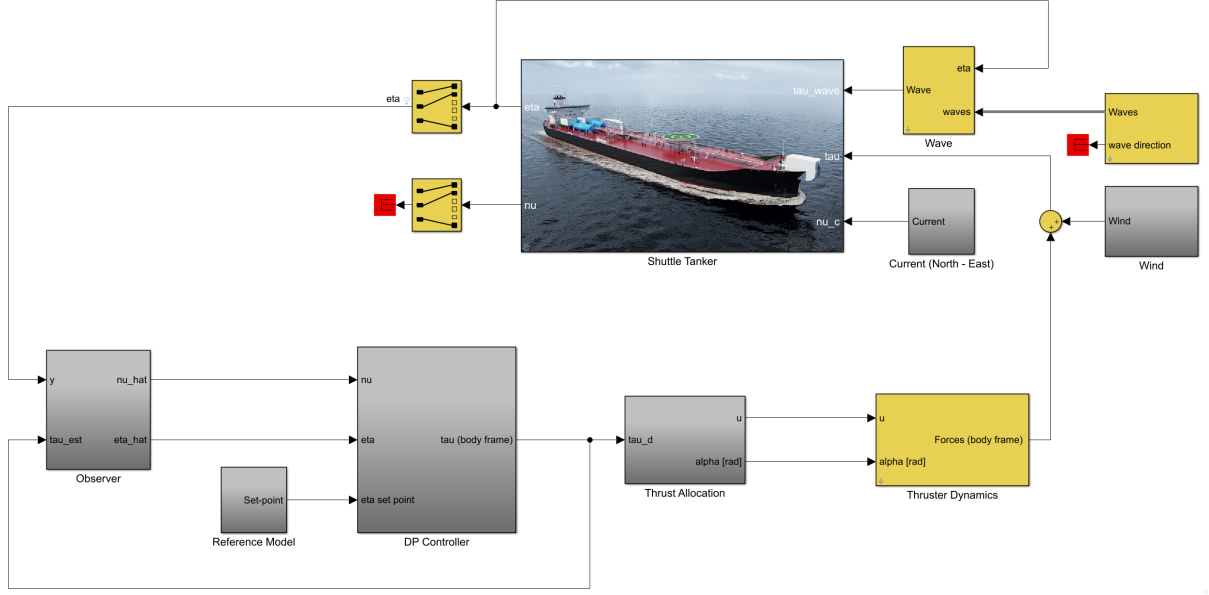 eta
eta
Wave
waves
Wave
Waves
wave direction
eta
tau_wave
eta
tau
nu
nu_c
Shuttle Tanker
Current
Current (North - East)
+
+
Wind
Wind
y
nu_hat
tau_est
eta_hat
Observer
Set-point
Reference Model
nu
eta
tau (body frame)
eta set point
DP Controller
tau_d
u
alpha [rad]
Thrust Allocation
u
Forces (body frame)
alpha [rad]
Thruster Dynamics